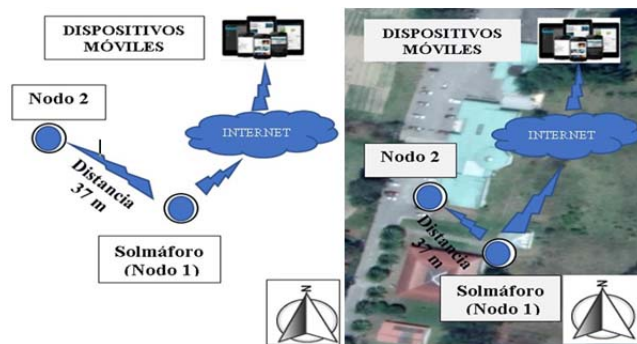 DISPOSITIVOS
MÓVILES
Nodo 2
INTERNET
Distancia
37 m
Solmáforo
(Nodo 1)
N
DISPOSITIVOS
MÓVILES
INTERNET
Nodo 2
Distancia
37 m
Solmáforo
(Nodo 1)
N